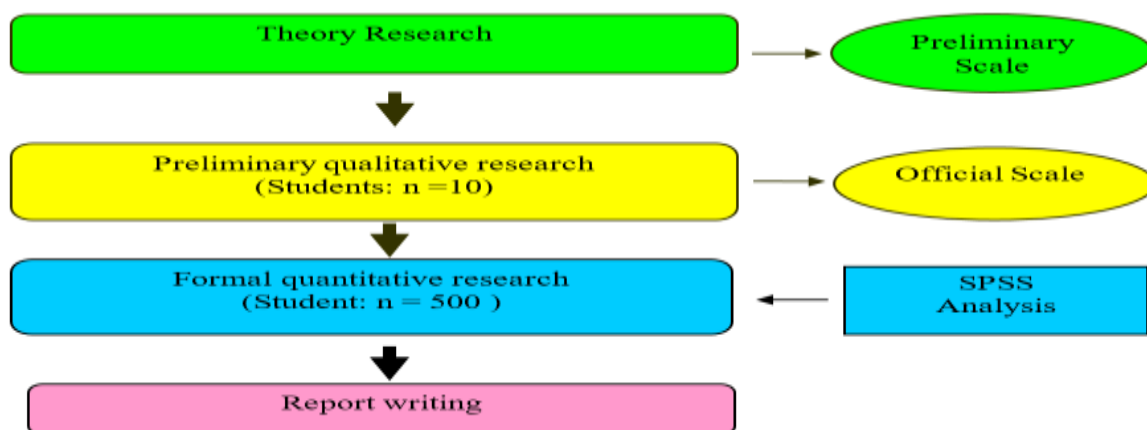 Theory Research
Preliminary
Scale
Preliminary qualitative research
(Students: n =10)
Official Scale
Formal quantitative research
(Student: n = 500 )
SPSS
Analysis
Report writing